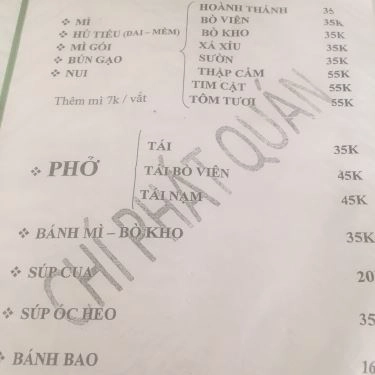 HOÀNH THÁNH 35
❖ MÌ BÒ VIÊN 35K
❖ HỦ TIẾU (DAI – MỀM) BÒ KHO 35K
❖ MÌ GÓI XÁ XÍU 35K
❖ BÚN GẠO SƯỜN 35K
❖ NUI THẬP CẨM 55K
TIM CẬT 55K
Thêm mì 7k / vắt TÔM TƯƠI 55K
TÁI 35K
❖ PHỞ TÁI BÒ VIÊN 45K
TÁI NẠM 45K
CHÍ PHÁT QUÁN
❖ BÁNH MÌ – BÒ KHO 35K
❖ SÚP CUA 20
❖ SÚP ÓC HEO 35
❖ BÁNH BAO 16